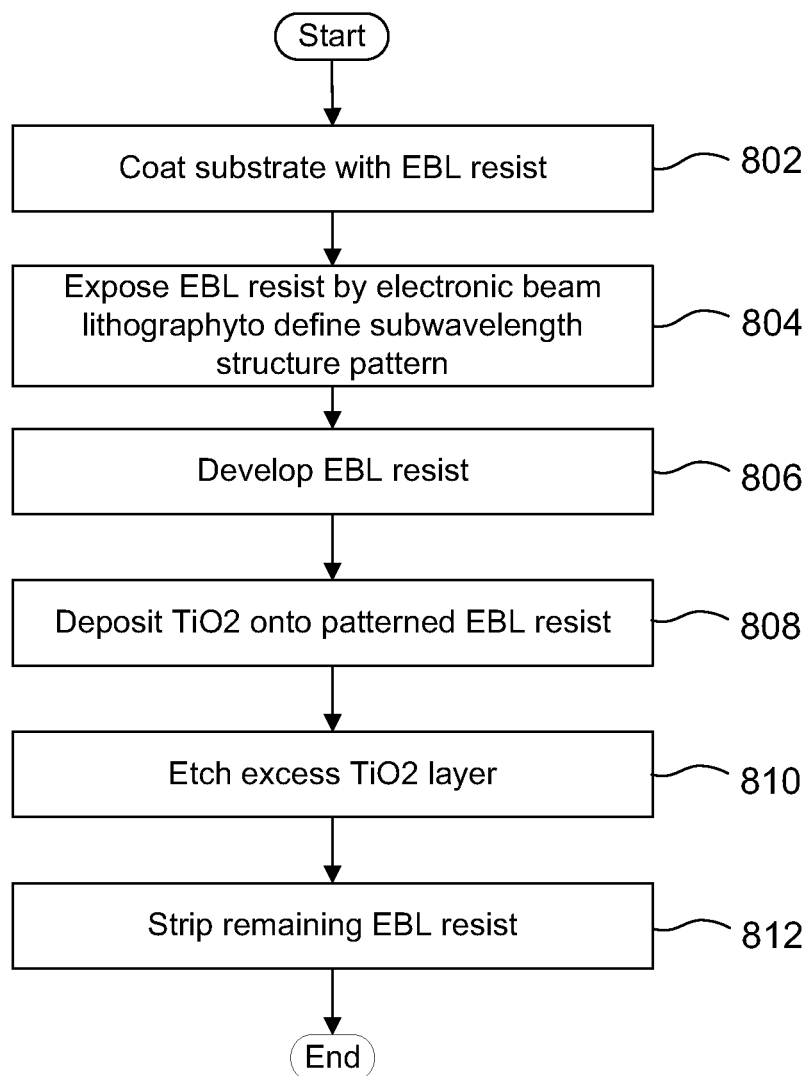 Start
Coat substrate with EBL resist
802
Expose EBL resist by electronic beam
lithographyto define subwavelength
structure pattern
804
Develop EBL resist
806
Deposit TiO2 onto patterned EBL resist
808
Etch excess TiO2 layer
810
Strip remaining EBL resist
812
End